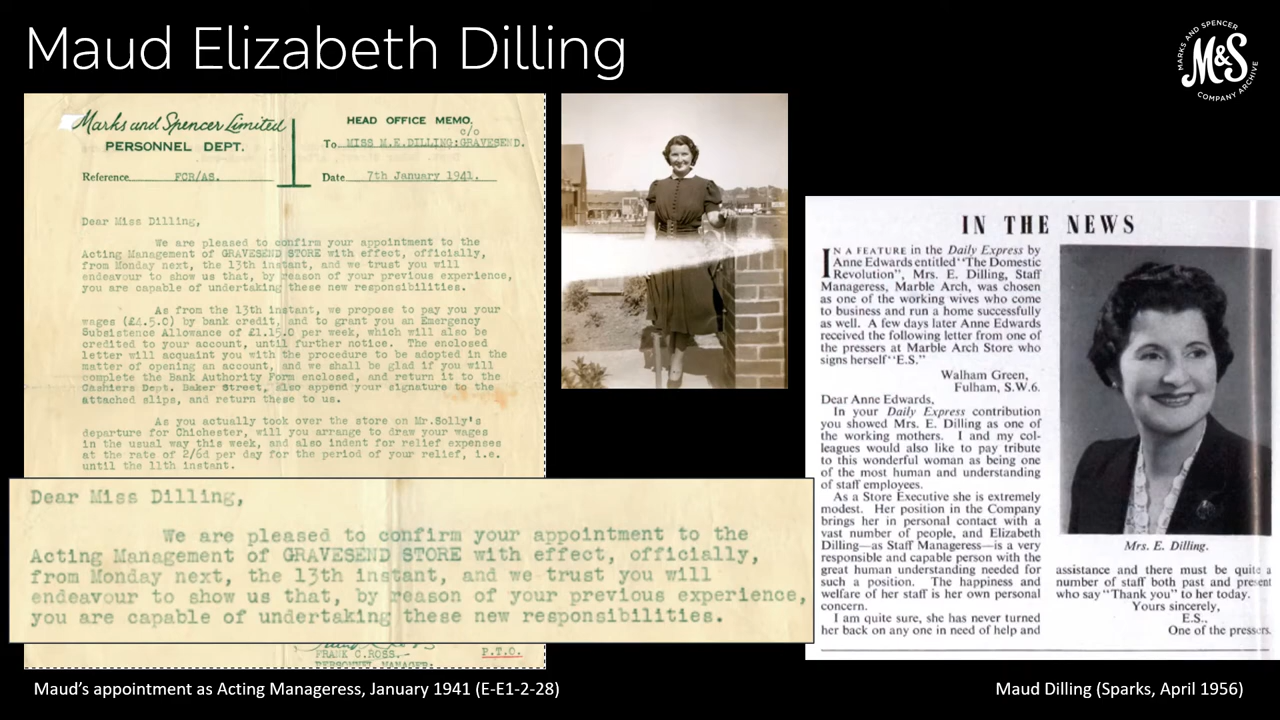 Maud Elizabeth Dilling
MARKS AND SPENCER
M&S
COMPANY ARCHIVE
Marks and Spencer Limited
PERSONNEL DEPT.
HEAD OFFICE MEMO.
c/o
To MISS M.E.DILLING:GRAVESEND.
Reference FCR/AS.
Date 7th January 1941.
Dear Miss Dilling,
We are pleased to confirm your appointment to the
Acting Management of GRAVESEND STORE with effect, officially,
from Monday next, the 13th instant, and we trust you will
endeavour to show us that, by reason of your previous experience,
you are capable of undertaking these new responsibilities.
As from the 13th instant, we propose to pay your
wages (£4.5.0) by bank credit, and to grant you an Emergency
Subsistence Allowance of £1.15.0 per week, which will also be
credited to your account, until further notice. The enclosed
letter will acquaint you with the procedure to be adopted in the
matter of opening an account, and we shall be glad if you will
complete the Bank Authority Form enclosed, and return it to the
Cashiers Dept. Baker Street, also append your signature to the
attached slips, and return these to us.
As you actually took over the store on Mr.Solly's
departure for Chichester, will you arrange to draw your wages
in the usual way this week, and also indent for relief expenses
at the rate of 2/6d per day for the period of your relief, i.e.
until the 11th instant.
Dear Miss Dilling,
We are pleased to confirm your appointment to the
Acting Management of GRAVESEND STORE with effect, officially,
from Monday next, the 13th instant, and we trust you will
endeavour to show us that, by reason of your previous experience,
you are capable of undertaking these new responsibilities.
FRANK C.ROSS.-
PERSONNEL MANAGER.
P.T.O.
Maud's appointment as Acting Manageress, January 1941 (E-E1-2-28)
IN THE NEWS
IN A FEATURE in the Daily Express by
Anne Edwards entitled "The Domestic
Revolution", Mrs. E. Dilling, Staff
Manageress, Marble Arch, was chosen
as one of the working wives who come
to business and run a home successfully
as well. A few days later Anne Edwards
received the following letter from one of
the pressers at Marble Arch Store who
signs herself "E.S."
Walham Green,
Fulham, S.W.6.
Dear Anne Edwards,
In your Daily Express contribution
you showed Mrs. E. Dilling as one of
the working mothers. I and my col-
leagues would also like to pay tribute
to this wonderful woman as being one
of the most human and understanding
of staff employees.
As a Store Executive she is extremely
modest. Her position in the Company
brings her in personal contact with a
vast number of people, and Elizabeth
Dilling—as Staff Manageress—is a very
responsible and capable person with the
great human understanding needed for
such a position. The happiness and
welfare of her staff is her own personal
concern.
I am quite sure, she has never turned
her back on any one in need of help and
Mrs. E. Dilling.
assistance and there must be quite a
number of staff both past and present
who say "Thank you" to her today.
Yours sincerely,
E.S.,
One of the pressers.
Maud Dilling (Sparks, April 1956)